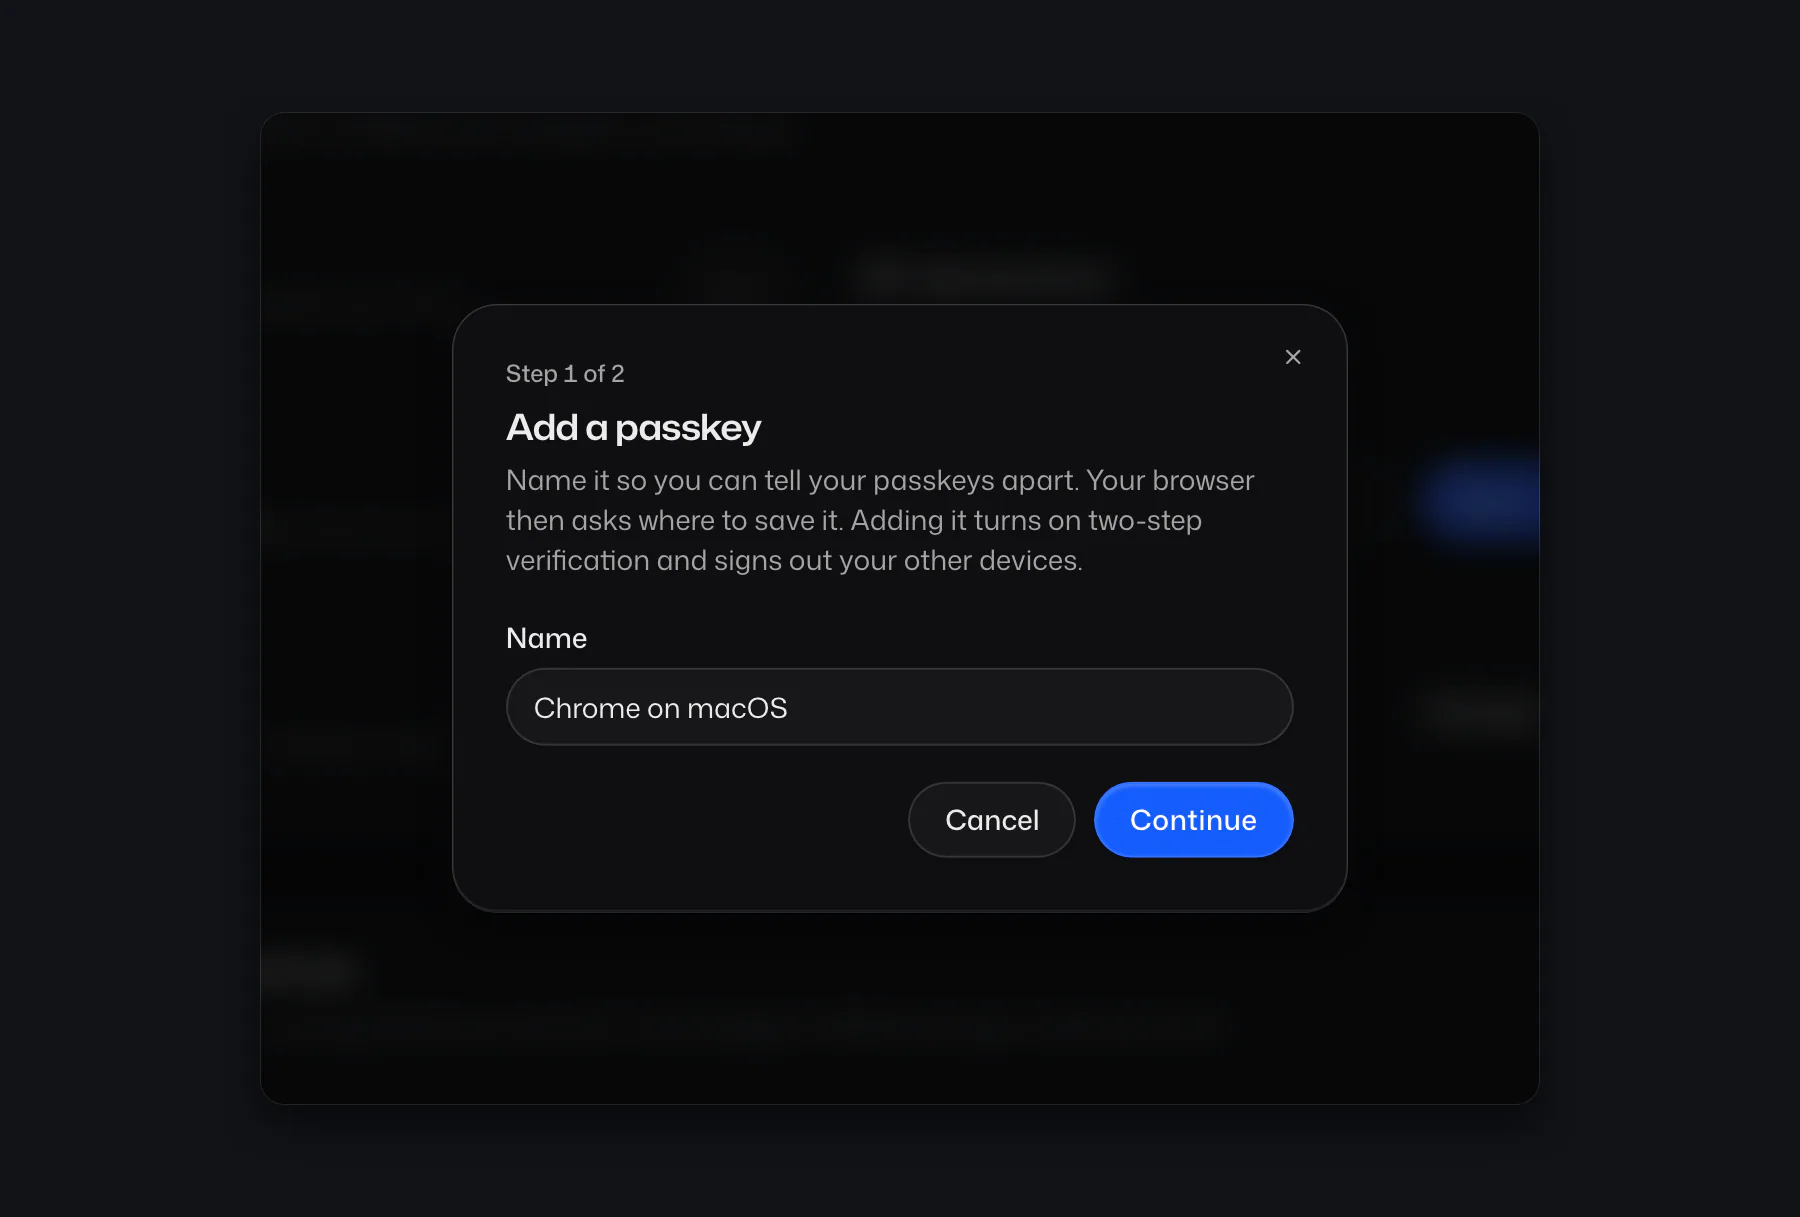 Step 1 of 2
Add a passkey
Name it so you can tell your passkeys apart. Your browser
then asks where to save it. Adding it turns on two-step
verification and signs out your other devices.
Name
Chrome on macOS
Cancel
Continue